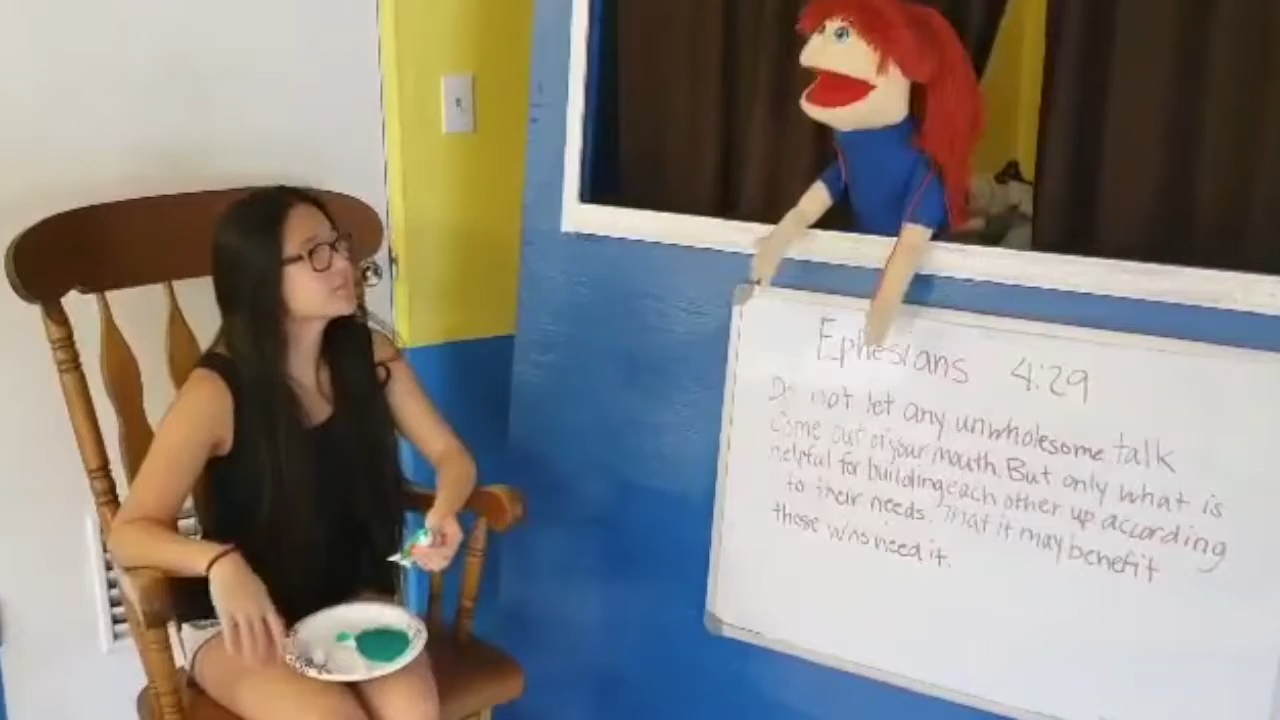 Ephesians 4:29
Do not let any unwholesome talk
come out of your mouth. But only what is
helpful for building each other up according
to their needs. That it may benefit
those who need it.